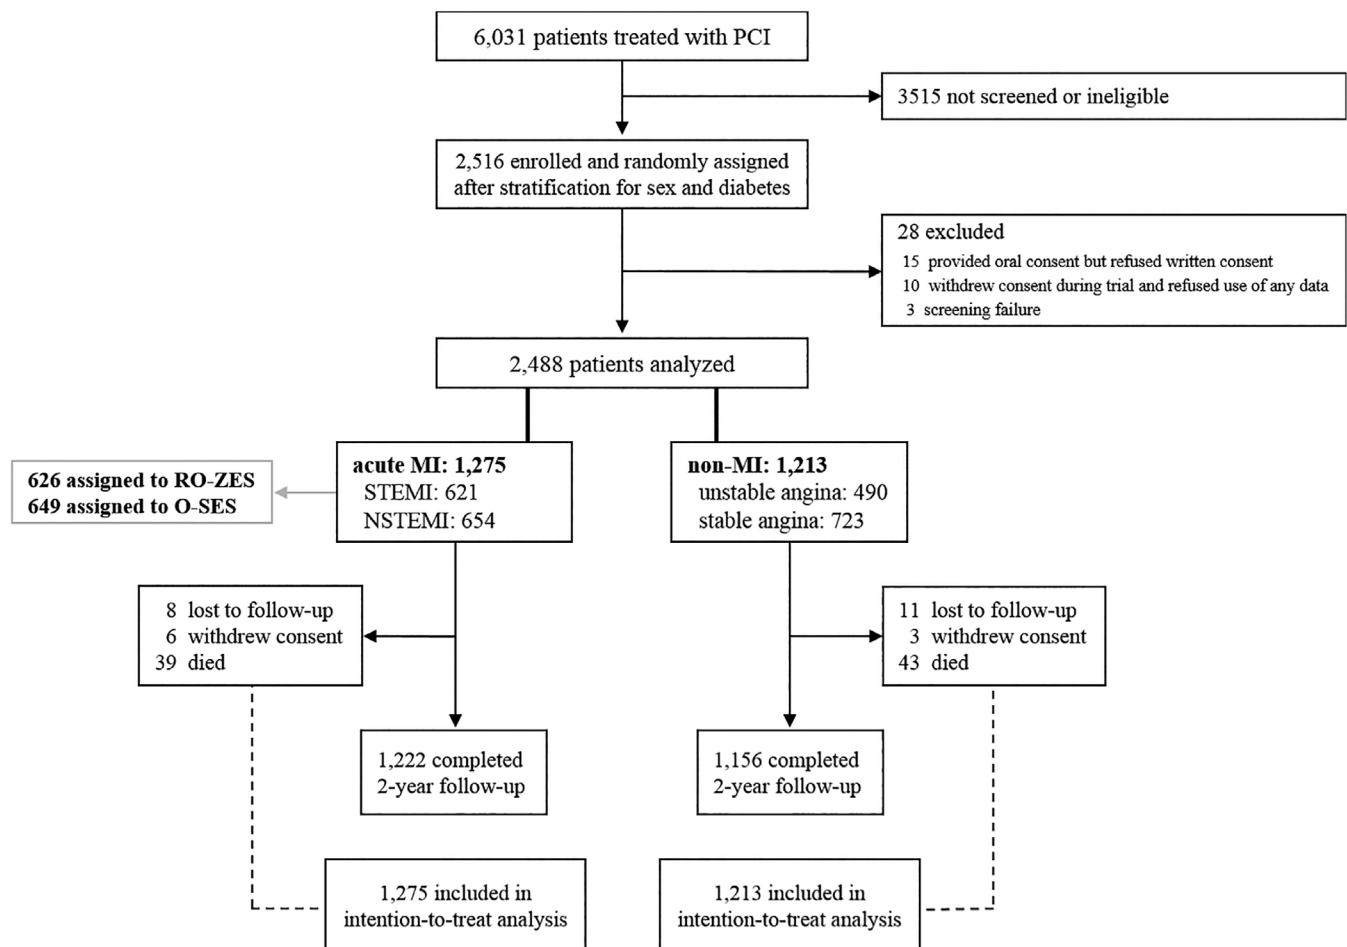 6,031 patients treated with PCI
3515 not screened or ineligible
2,516 enrolled and randomly assigned
after stratification for sex and diabetes
28 excluded
15 provided oral consent but refused written consent
10 withdrew consent during trial and refused use of any data
3 screening failure
2,488 patients analyzed
626 assigned to RO-ZES
649 assigned to O-SES
acute MI: 1,275
STEMI: 621
NSTEMI: 654
non-MI: 1,213
unstable angina: 490
stable angina: 723
8 lost to follow-up
6 withdrew consent
39 died
11 lost to follow-up
3 withdrew consent
43 died
1,222 completed
2-year follow-up
1,156 completed
2-year follow-up
1,275 included in
intention-to-treat analysis
1,213 included in
intention-to-treat analysis